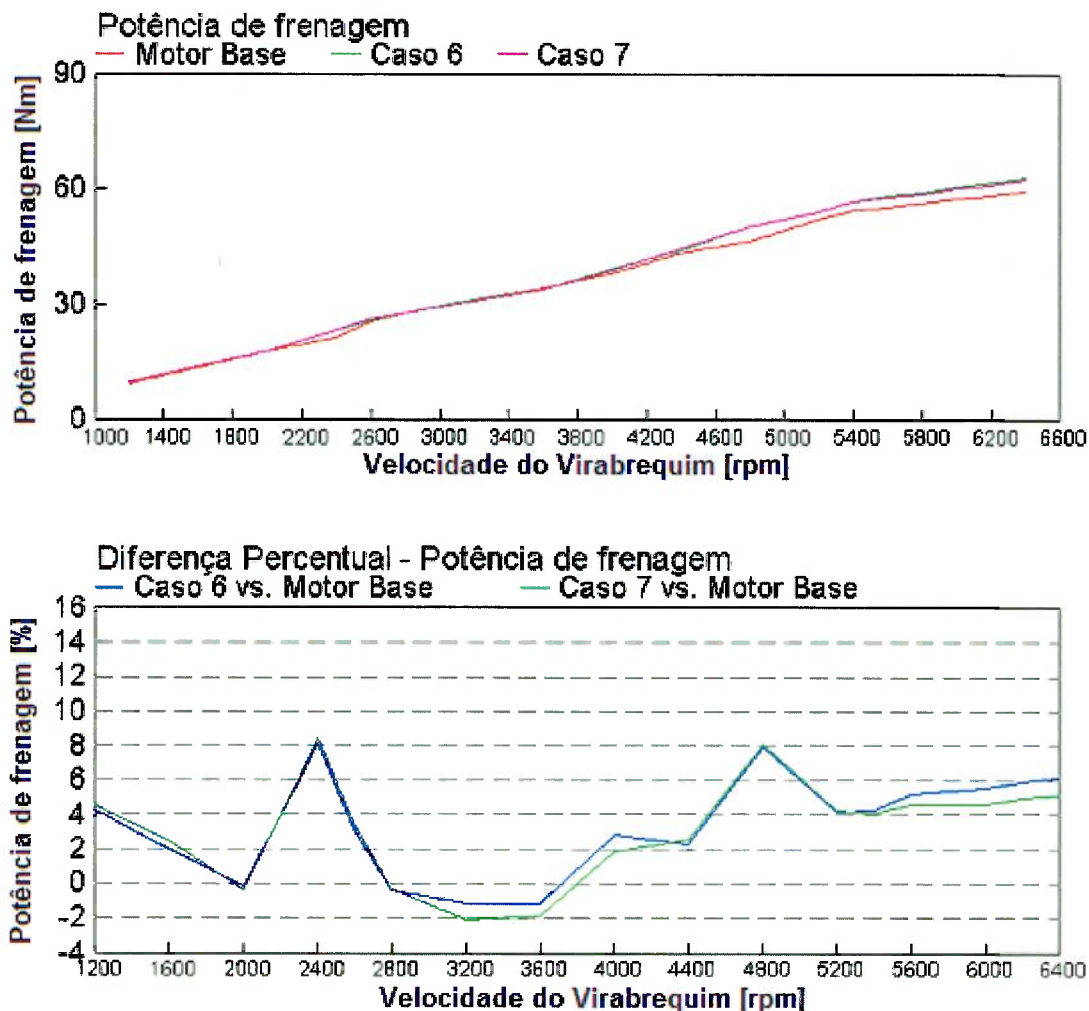 Potência de frenagem
Motor Base Caso 6 Caso 7
Potência de frenagem [Nm]
90
60
30
0
1000 1400 1800 2200 2600 3000 3400 3800 4200 4600 5000 5400 5800 6200 6600
Velocidade do Virabrequim [rpm]
Diferença Percentual - Potência de frenagem
Caso 6 vs. Motor Base Caso 7 vs. Motor Base
Potência de frenagem [%]
16
14
12
10
8
6
4
2
0
-2
-4
1200 1600 2000 2400 2800 3200 3600 4000 4400 4800 5200 5600 6000 6400
Velocidade do Virabrequim [rpm]